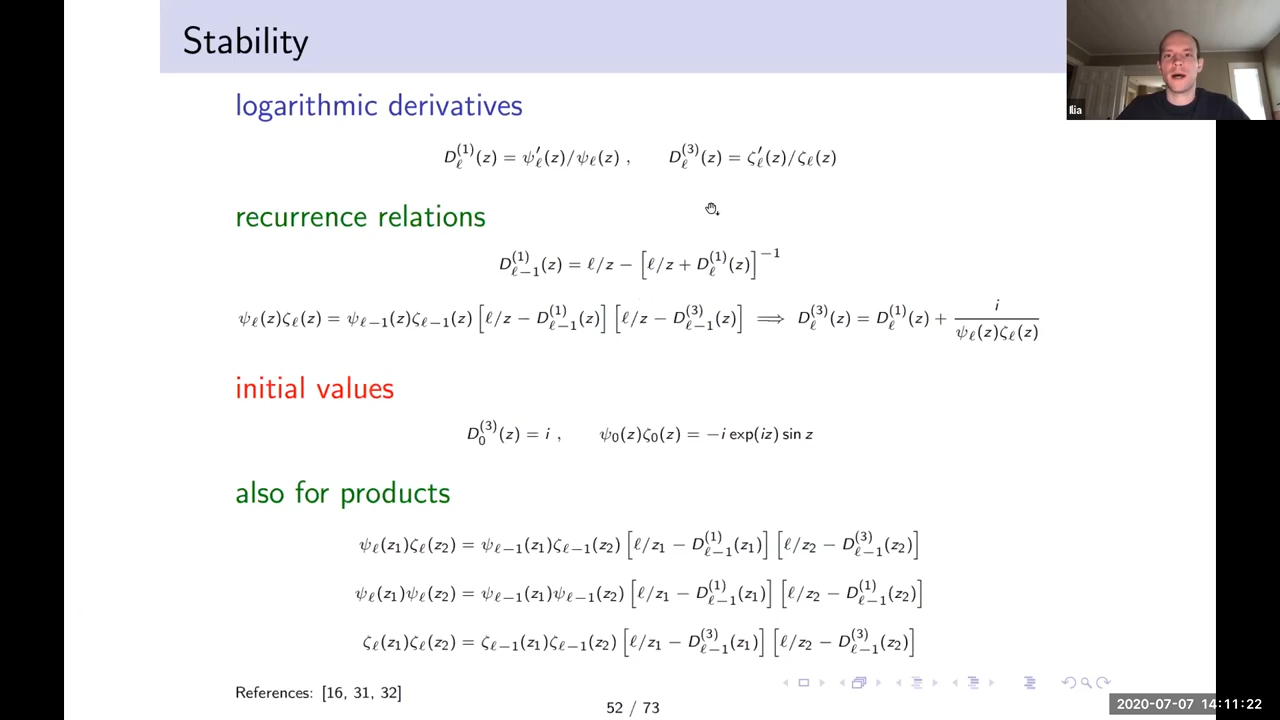 Stability
Ilia
logarithmic derivatives
D_ℓ^{(1)}(z) = ψ′_ℓ(z)/ψ_ℓ(z) ,   D_ℓ^{(3)}(z) = ζ′_ℓ(z)/ζ_ℓ(z)
recurrence relations
D_{ℓ−1}^{(1)}(z) = ℓ/z − [ℓ/z + D_ℓ^{(1)}(z)]^{−1}
ψ_ℓ(z)ζ_ℓ(z) = ψ_{ℓ−1}(z)ζ_{ℓ−1}(z) [ℓ/z − D_{ℓ−1}^{(1)}(z)] [ℓ/z − D_{ℓ−1}^{(3)}(z)] ⟹ D_ℓ^{(3)}(z) = D_ℓ^{(1)}(z) + i / (ψ_ℓ(z)ζ_ℓ(z))
initial values
D_0^{(3)}(z) = i ,   ψ_0(z)ζ_0(z) = −i exp(iz) sin z
also for products
ψ_ℓ(z_1)ζ_ℓ(z_2) = ψ_{ℓ−1}(z_1)ζ_{ℓ−1}(z_2) [ℓ/z_1 − D_{ℓ−1}^{(1)}(z_1)] [ℓ/z_2 − D_{ℓ−1}^{(3)}(z_2)]
ψ_ℓ(z_1)ψ_ℓ(z_2) = ψ_{ℓ−1}(z_1)ψ_{ℓ−1}(z_2) [ℓ/z_1 − D_{ℓ−1}^{(1)}(z_1)] [ℓ/z_2 − D_{ℓ−1}^{(1)}(z_2)]
ζ_ℓ(z_1)ζ_ℓ(z_2) = ζ_{ℓ−1}(z_1)ζ_{ℓ−1}(z_2) [ℓ/z_1 − D_{ℓ−1}^{(3)}(z_1)] [ℓ/z_2 − D_{ℓ−1}^{(3)}(z_2)]
References: [16, 31, 32]
52 / 73
2020-07-07 14:11:22